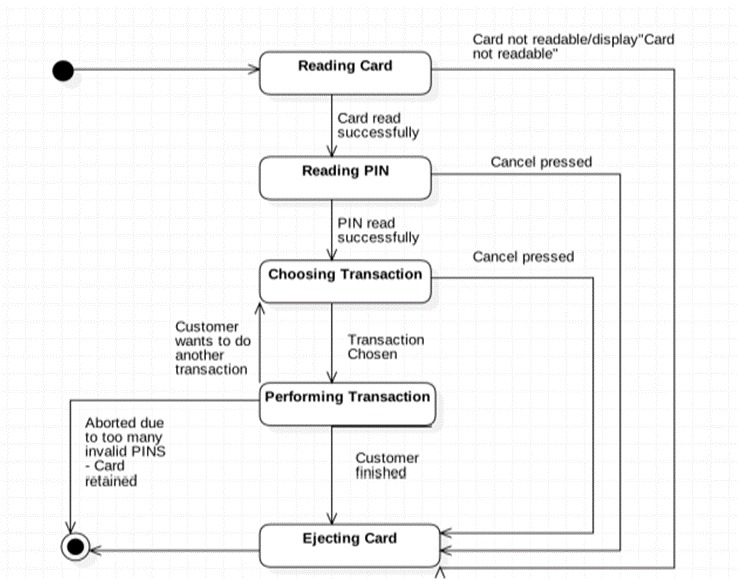 Card not readable/display"Card
not readable"
Reading Card
Card read
successfully
Reading PIN
Cancel pressed
PIN read
successfully
Choosing Transaction
Cancel pressed
Customer
wants to do
another
transaction
Transaction
Chosen
Performing Transaction
Aborted due
to too many
invalid PINS
- Card
retained
Customer
finished
Ejecting Card